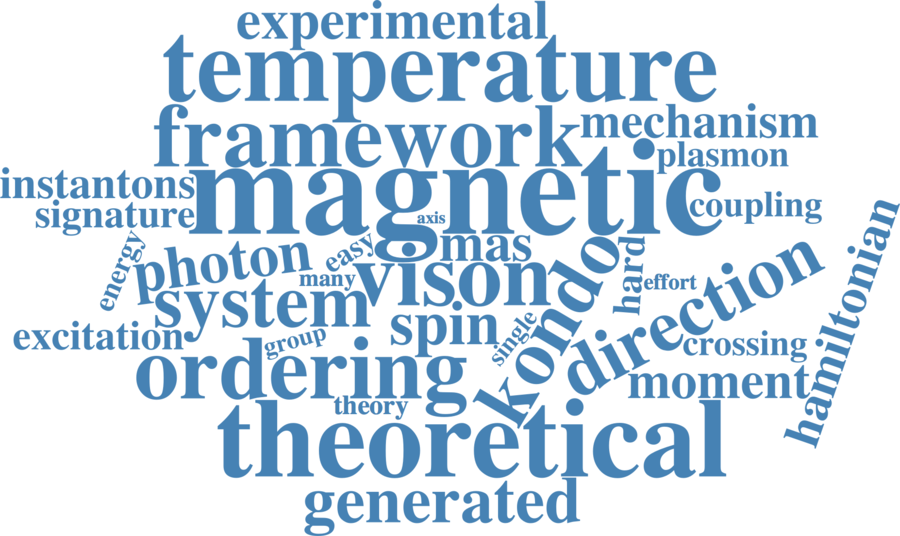 experimental
temperature
framework
mechanism
plasmon
instantons
magnetic
signature
axis
coupling
energy
photon
easy
mas
many
vison
hard
effort
system
spin
kondo
direction
hamiltonian
excitation
group
single
crossing
ordering
moment
theory
theoretical
generated